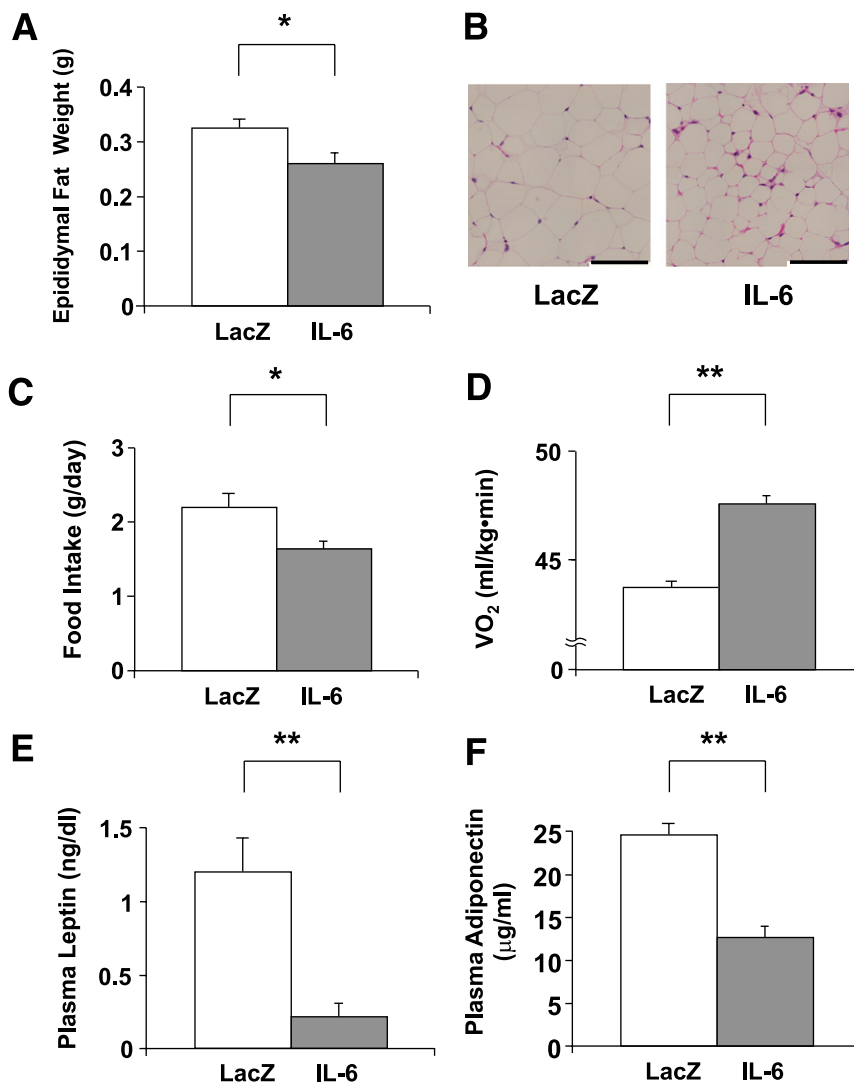 A
*
Epididymal Fat Weight (g)
0.4
0.3
0.2
0.1
0
LacZ IL-6
B
LacZ IL-6
C
*
Food Intake (g/day)
3
2
1
0
LacZ IL-6
D
**
VO2 (ml/kg•min)
50
45
0
LacZ IL-6
E
**
Plasma Leptin (ng/dl)
1.5
1
0.5
0
LacZ IL-6
F
**
Plasma Adiponectin
(μg/ml)
25
20
15
10
5
0
LacZ IL-6